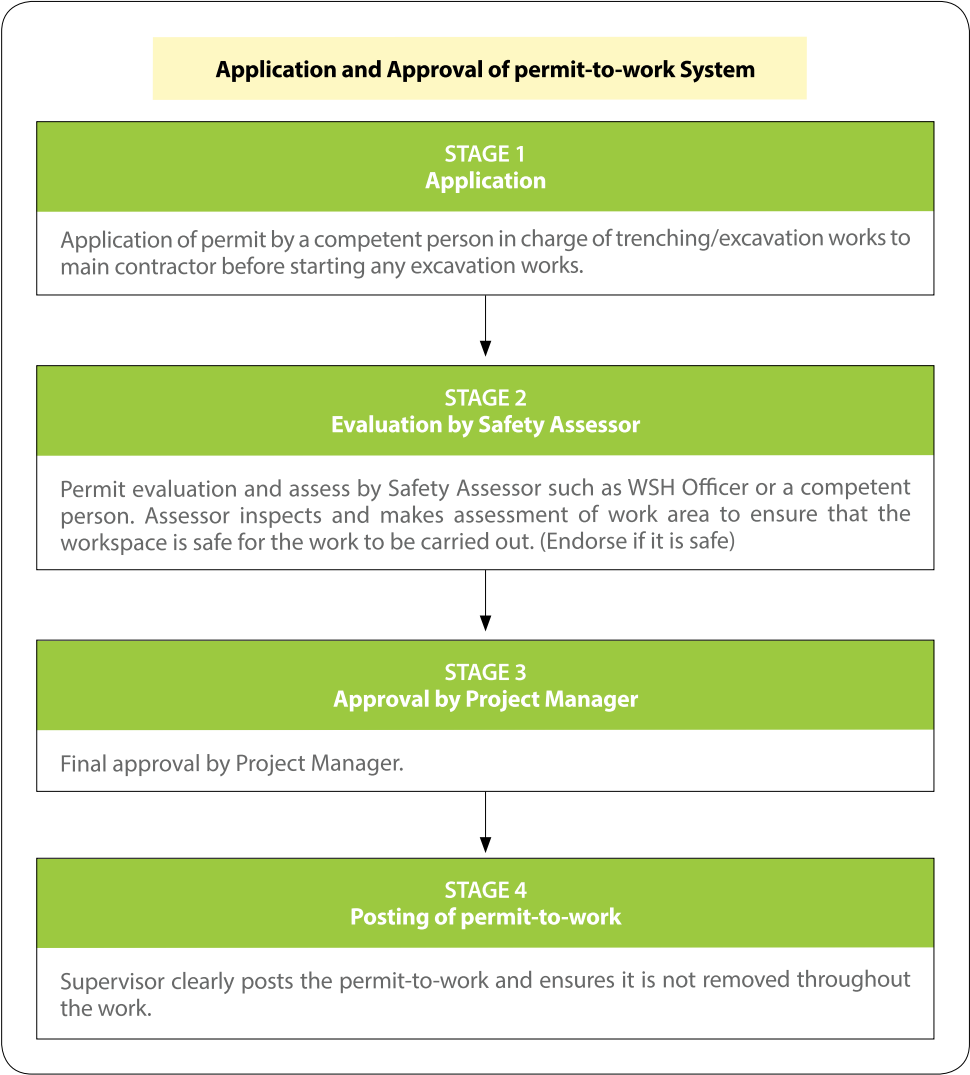 Application and Approval of permit-to-work System
STAGE 1
Application
Application of permit by a competent person in charge of trenching/excavation works to
main contractor before starting any excavation works.
STAGE 2
Evaluation by Safety Assessor
Permit evaluation and assess by Safety Assessor such as WSH Officer or a competent
person. Assessor inspects and makes assessment of work area to ensure that the
workspace is safe for the work to be carried out. (Endorse if it is safe)
STAGE 3
Approval by Project Manager
Final approval by Project Manager.
STAGE 4
Posting of permit-to-work
Supervisor clearly posts the permit-to-work and ensures it is not removed throughout
the work.